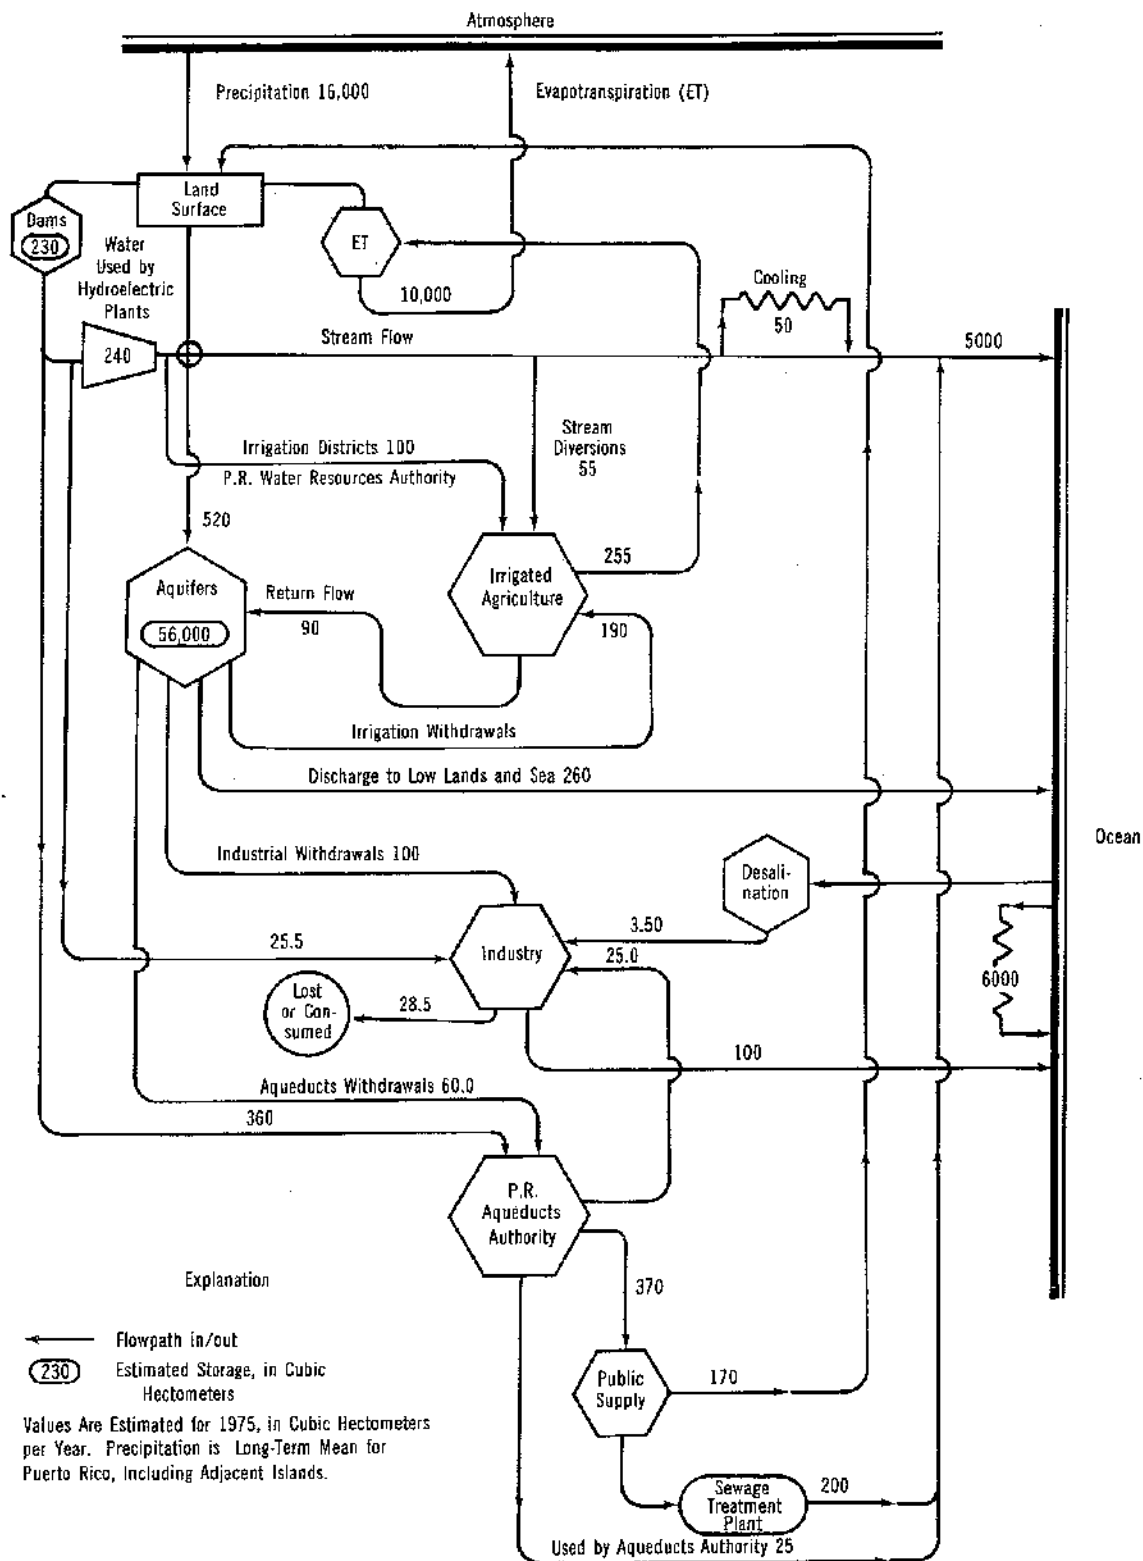 Atmosphere
Precipitation 16,000
Evapotranspiration (ET)
Land
Surface
Dams
230
Water
Used by
Hydroelectric
Plants
240
ET
10,000
Cooling
50
Stream Flow
5000
Stream
Diversions
55
Irrigation Districts 100
P.R. Water Resources Authority
520
Aquifers
56,000
Return Flow
90
Irrigated
Agriculture
255
190
Irrigation Withdrawals
Discharge to Low Lands and Sea 260
Ocean
Industrial Withdrawals 100
Desali-
nation
3.50
25.5
Industry
25.0
6000
Lost
or Con-
sumed
28.5
100
Aqueducts Withdrawals 60.0
360
P.R.
Aqueducts
Authority
370
Explanation
Flowpath in/out
230
Estimated Storage, in Cubic
Hectometers
Values Are Estimated for 1975, in Cubic Hectometers
per Year. Precipitation is Long-Term Mean for
Puerto Rico, Including Adjacent Islands.
Public
Supply
170
Sewage
Treatment
Plant
200
Used by Aqueducts Authority 25